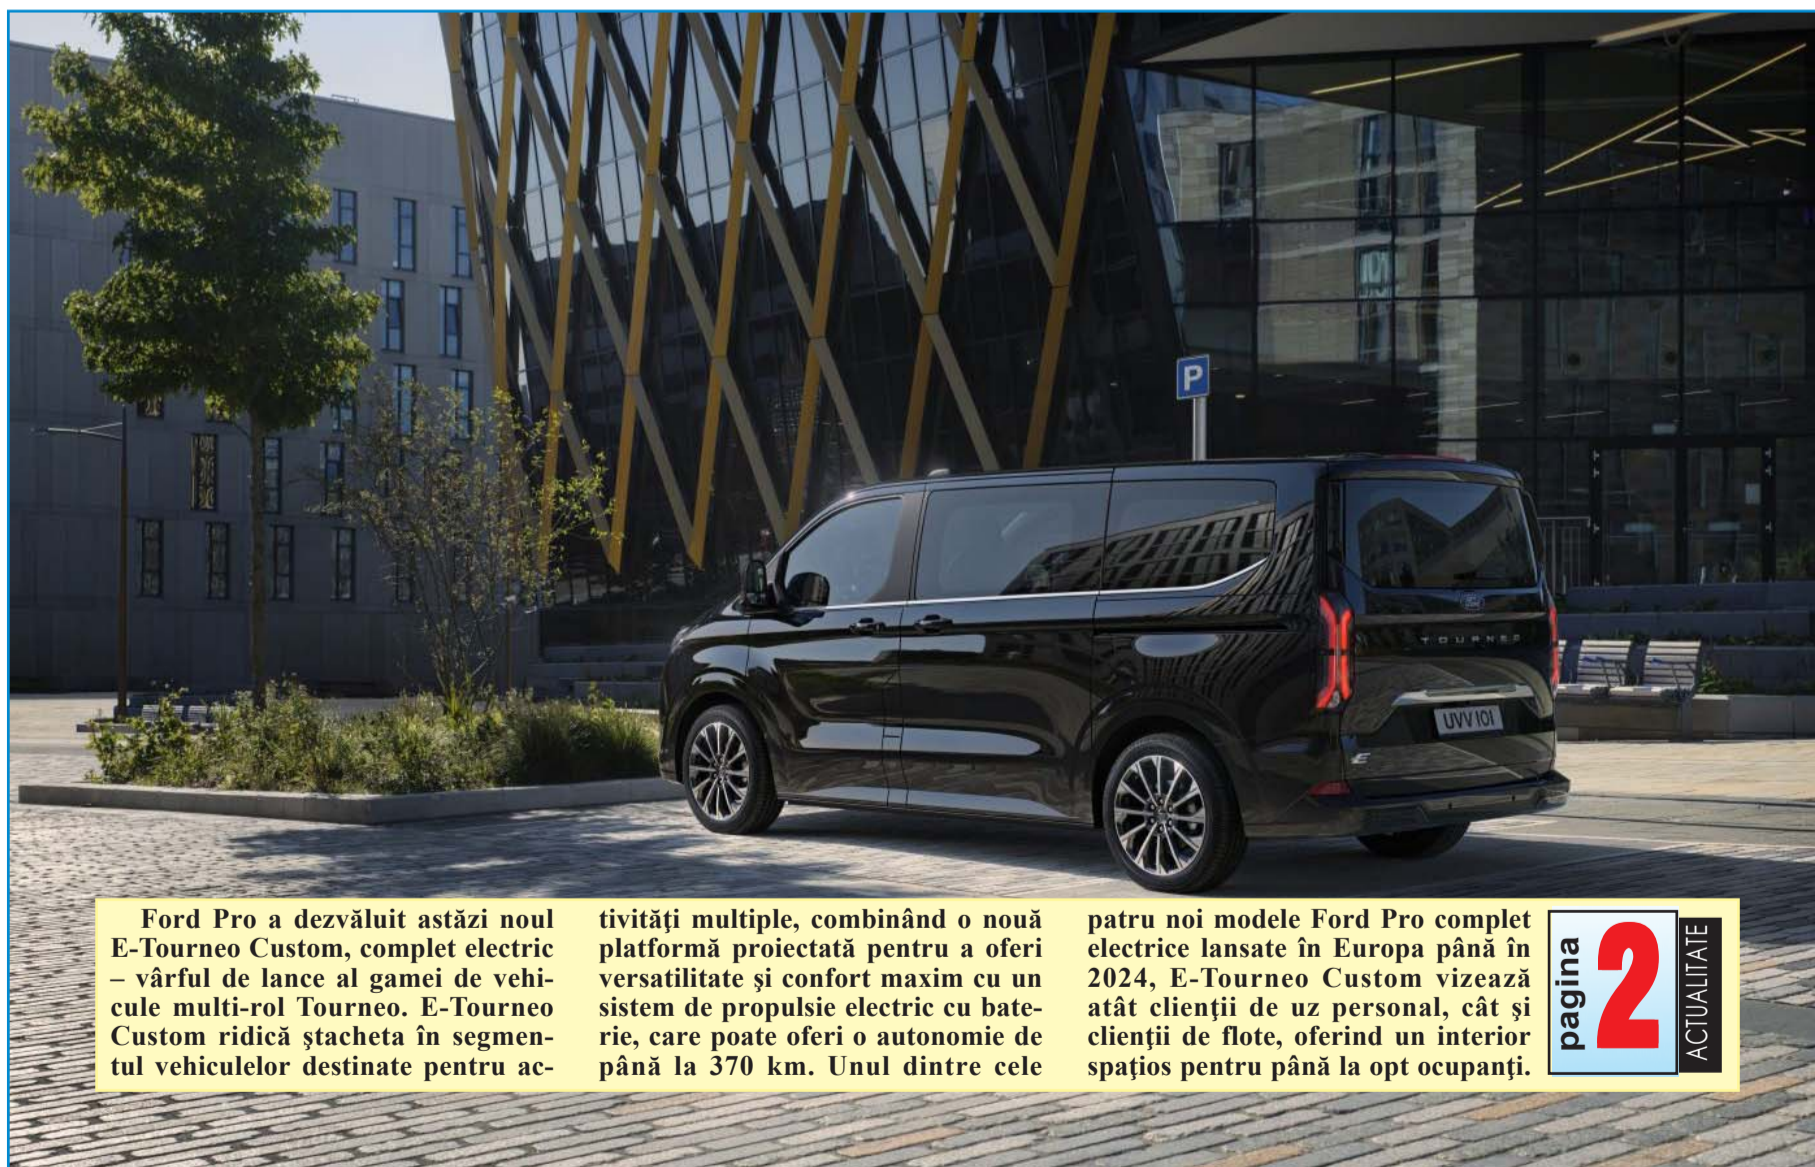 P
TOURNEO
UVV 101
E
Ford Pro a dezvăluit astăzi noul
E-Tourneo Custom, complet electric
– vârful de lance al gamei de vehi-
cule multi-rol Tourneo. E-Tourneo
Custom ridică ştacheta în segmen-
tul vehiculelor destinate pentru ac-
tivităţi multiple, combinând o nouă
platformă proiectată pentru a oferi
versatilitate şi confort maxim cu un
sistem de propulsie electric cu bate-
rie, care poate oferi o autonomie de
până la 370 km. Unul dintre cele
patru noi modele Ford Pro complet
electrice lansate în Europa până în
2024, E-Tourneo Custom vizează
atât clienţii de uz personal, cât şi
clienţii de flote, oferind un interior
spaţios pentru până la opt ocupanţi.
pagina
2
ACTUALITATE